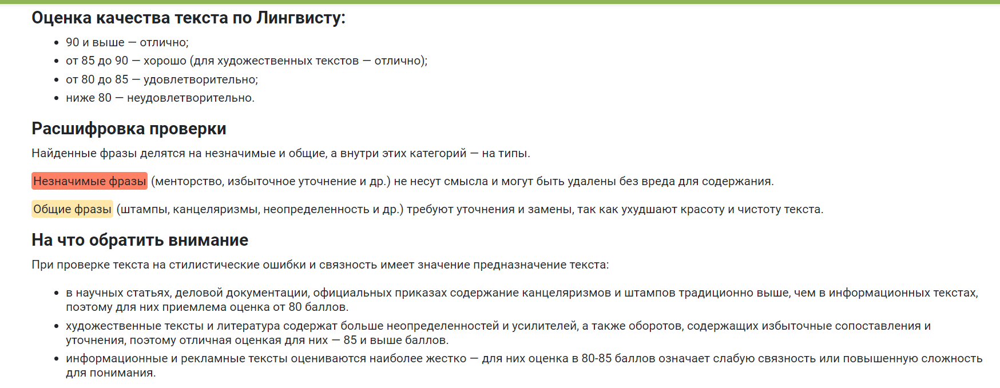 Оценка качества текста по Лингвисту:
• 90 и выше — отлично;
• от 85 до 90 — хорошо (для художественных текстов — отлично);
• от 80 до 85 — удовлетворительно;
• ниже 80 — неудовлетворительно.
Расшифровка проверки
Найденные фразы делятся на незначимые и общие, а внутри этих категорий — на типы.
Незначимые фразы (менторство, избыточное уточнение и др.) не несут смысла и могут быть удалены без вреда для содержания.
Общие фразы (штампы, канцеляризмы, неопределенность и др.) требуют уточнения и замены, так как ухудшают красоту и чистоту текста.
На что обратить внимание
При проверке текста на стилистические ошибки и связность имеет значение предназначение текста:
• в научных статьях, деловой документации, официальных приказах содержание канцеляризмов и штампов традиционно выше, чем в информационных текстах,
поэтому для них приемлема оценка от 80 баллов.
• художественные тексты и литература содержат больше неопределенностей и усилителей, а также оборотов, содержащих избыточные сопоставления и
уточнения, поэтому отличная оценкая для них — 85 и выше баллов.
• информационные и рекламные тексты оцениваются наиболее жестко — для них оценка в 80-85 баллов означает слабую связность или повышенную сложность
для понимания.